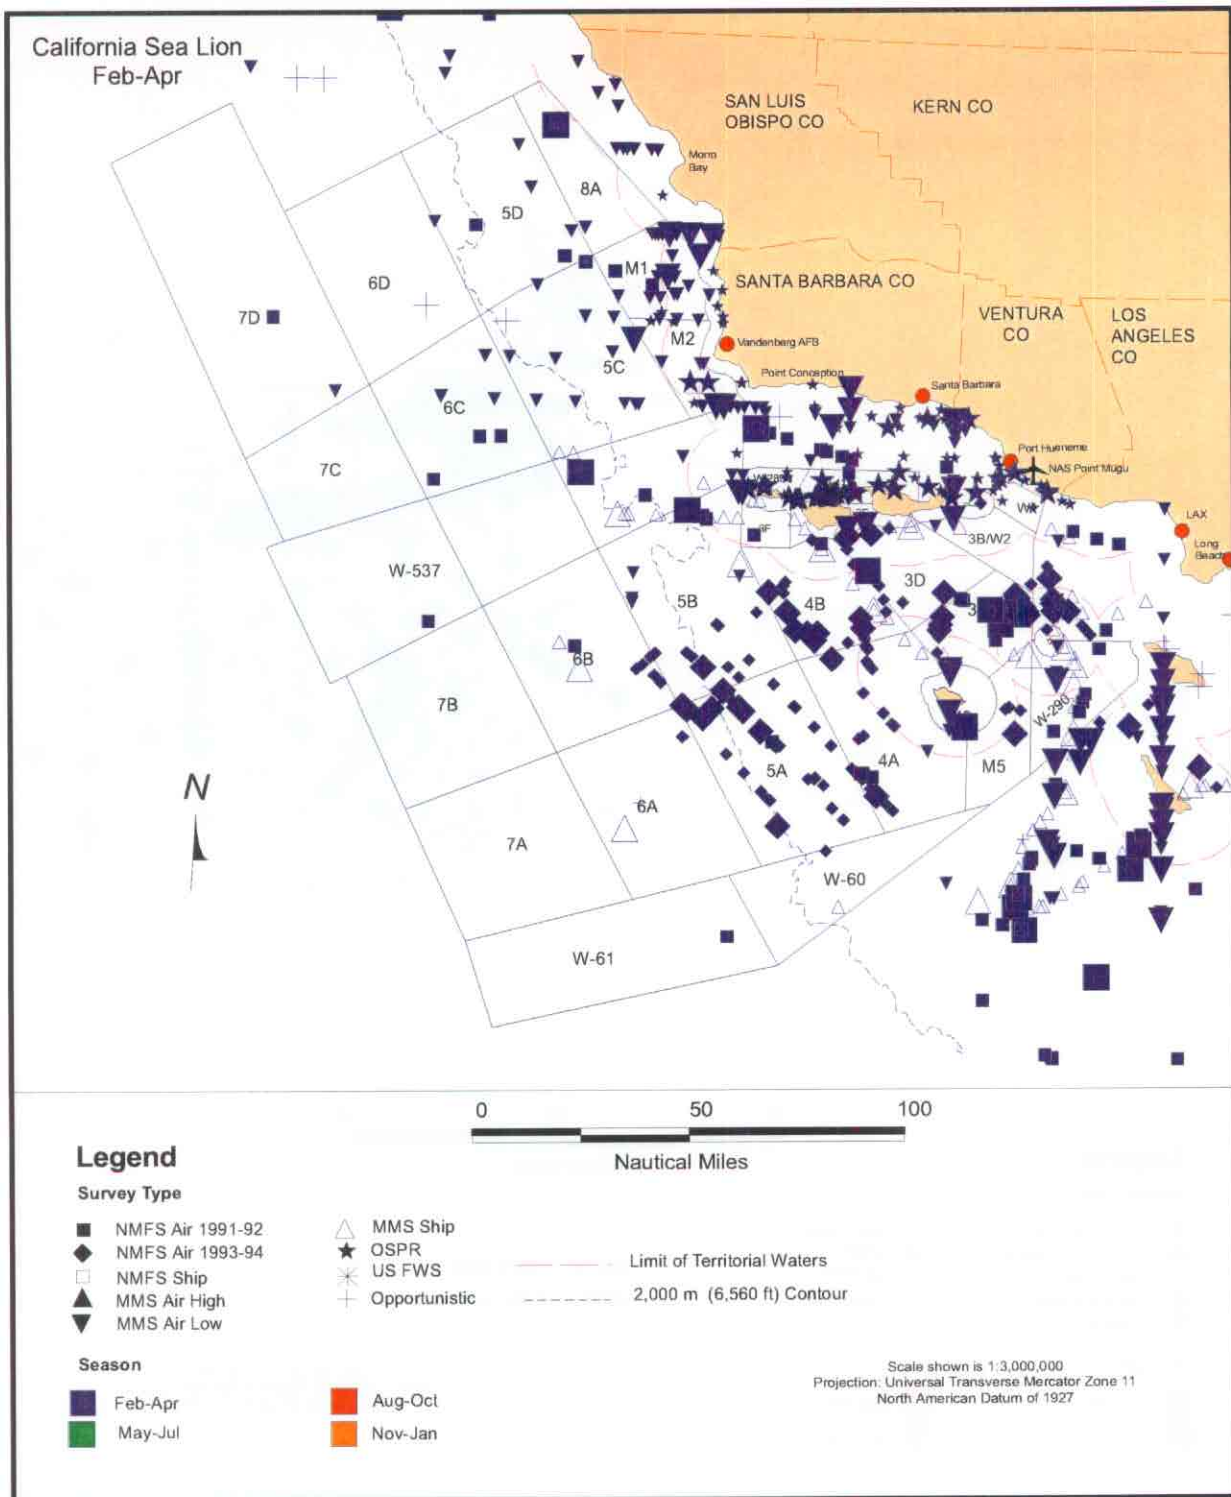 California Sea Lion
Feb-Apr
SAN LUIS
OBISPO CO
KERN CO
Morro
Bay
8A
5D
6D
M1
SANTA BARBARA CO
7D
VENTURA
CO
LOS
ANGELES
CO
M2
Vandenberg AFB
5C
Point Conception
Santa Barbara
6C
7C
Port Hueneme
NAS Point Mugu
LAX
Long
Beach
3B/W2
W-537
3D
5B
4B
6B
7B
W-290
5A
4A
M5
N
6A
7A
W-60
W-61
0
50
100
Nautical Miles
Legend
Survey Type
NMFS Air 1991-92
NMFS Air 1993-94
NMFS Ship
MMS Air High
MMS Air Low
MMS Ship
OSPR
US FWS
Opportunistic
Limit of Territorial Waters
2,000 m (6,560 ft) Contour
Season
Feb-Apr
May-Jul
Aug-Oct
Nov-Jan
Scale shown is 1:3,000,000
Projection: Universal Transverse Mercator Zone 11
North American Datum of 1927